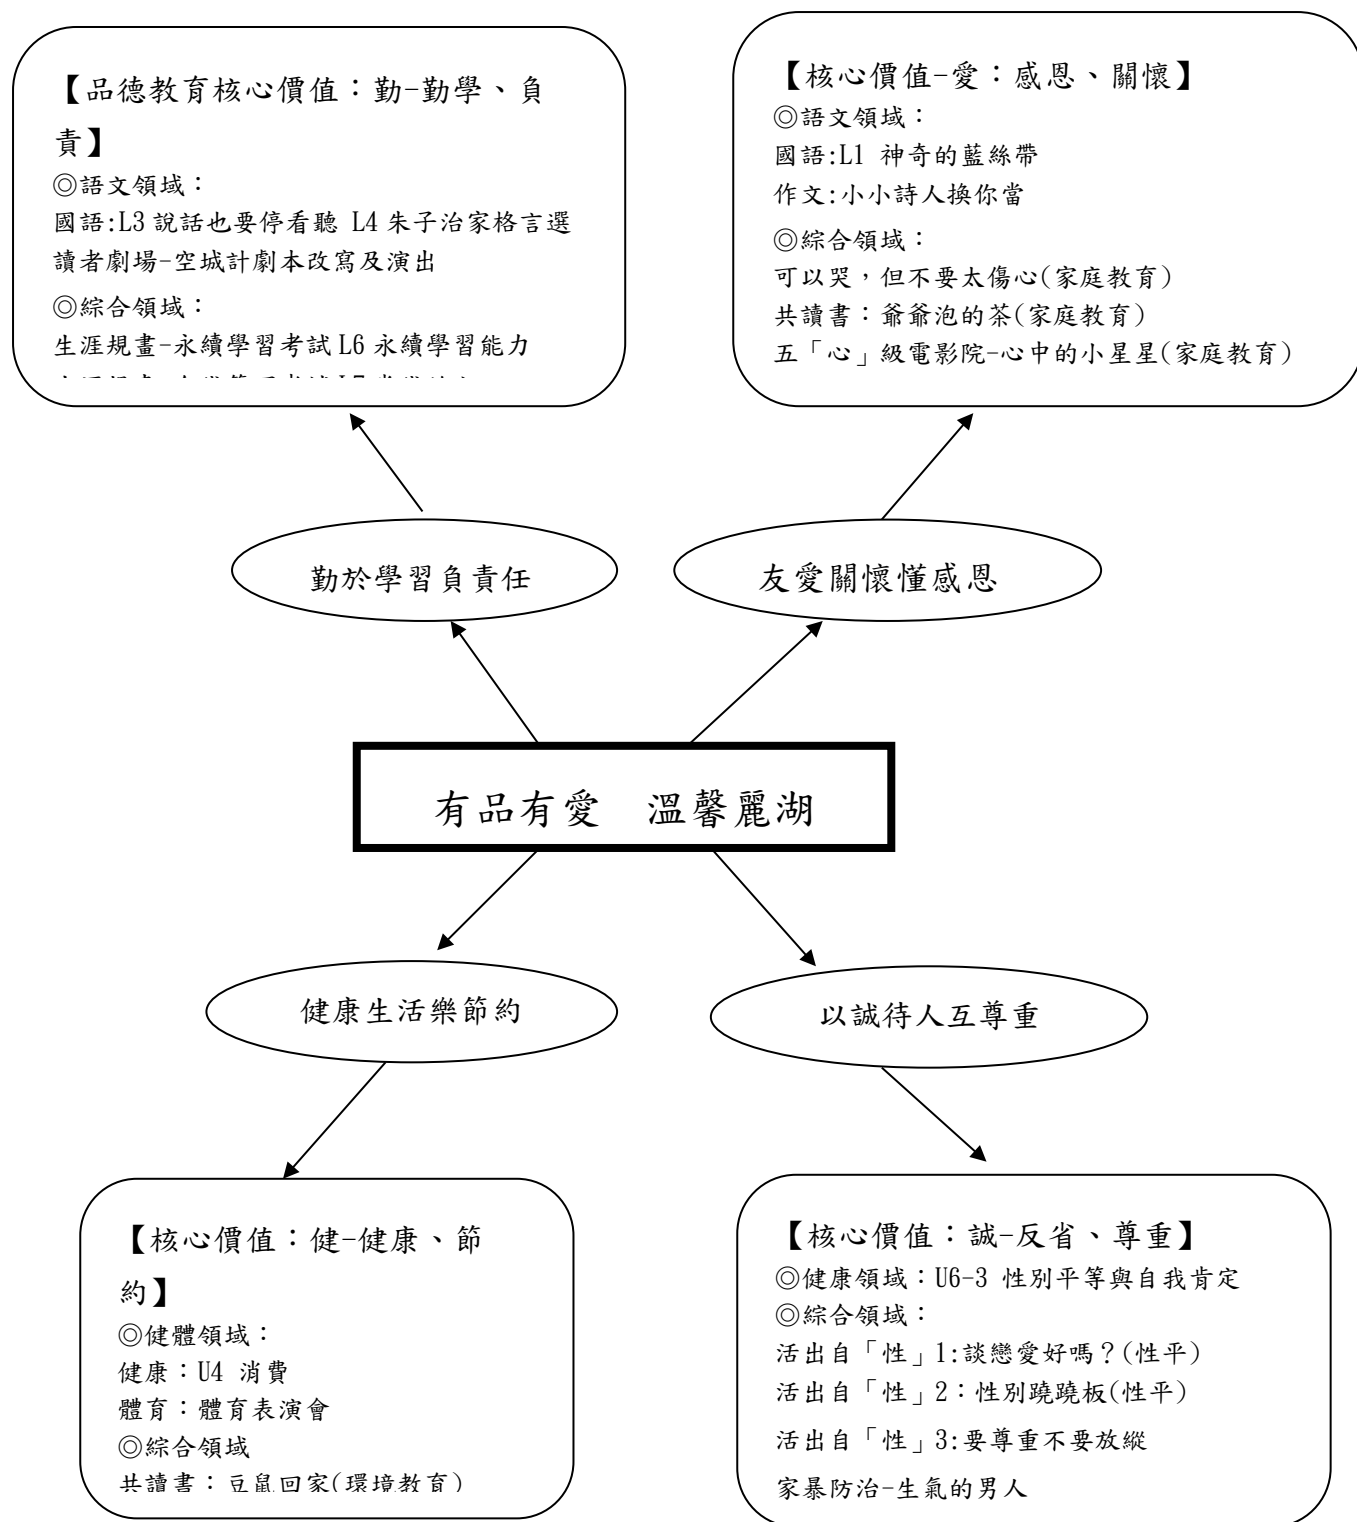 【品德教育核心價值：勤-勤學、負
責】
◎語文領域：
國語:L3 說話也要停看聽 L4 朱子治家格言選
讀者劇場-空城計劇本改寫及演出
◎綜合領域：
生涯規畫-永續學習考試 L6 永續學習能力
【核心價值-愛：感恩、關懷】
◎語文領域：
國語:L1 神奇的藍絲帶
作文:小小詩人換你當
◎綜合領域：
可以哭，但不要太傷心(家庭教育)
共讀書：爺爺泡的茶(家庭教育)
五「心」級電影院-心中的小星星(家庭教育)
勤於學習負責任
友愛關懷懂感恩
有品有愛　溫馨麗湖
健康生活樂節約
以誠待人互尊重
【核心價值：健-健康、節
約】
◎健體領域：
健康：U4 消費
體育：體育表演會
◎綜合領域
共讀書：豆鼠回家(環境教育)
【核心價值：誠-反省、尊重】
◎健康領域：U6-3 性別平等與自我肯定
◎綜合領域：
活出自「性」1:談戀愛好嗎？(性平)
活出自「性」2：性別蹺蹺板(性平)
活出自「性」3:要尊重不要放縱
家暴防治-生氣的男人